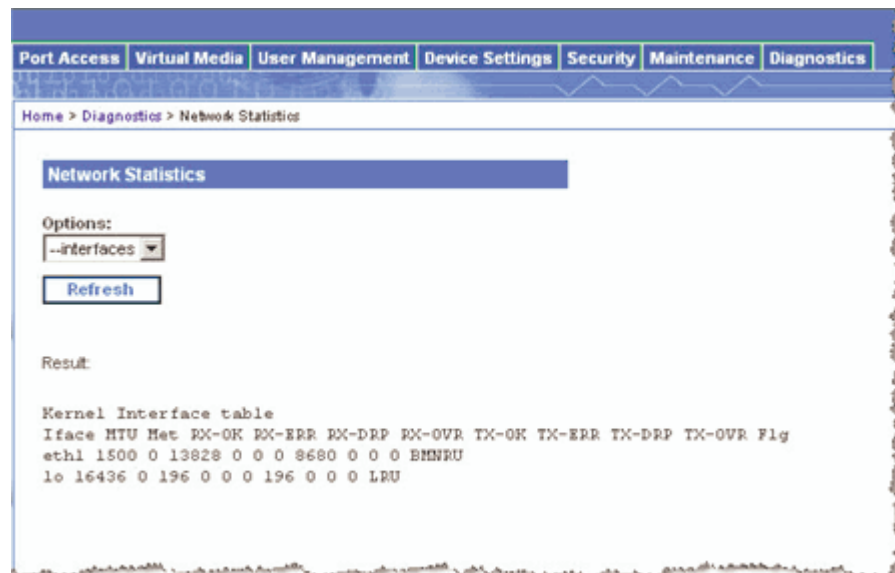 Port Access Virtual Media User Management Device Settings Security Maintenance Diagnostics
Home > Diagnostics > Network Statistics
Network Statistics
Options:
--interfaces
Refresh
Result:
Kernel Interface table
Iface MTU Met RX-OK RX-ERR RX-DRP RX-OVR TX-OK TX-ERR TX-DRP TX-OVR Flg
eth1 1500 0 13828 0 0 0 8680 0 0 0 BMNRU
lo 16436 0 196 0 0 0 196 0 0 0 LRU